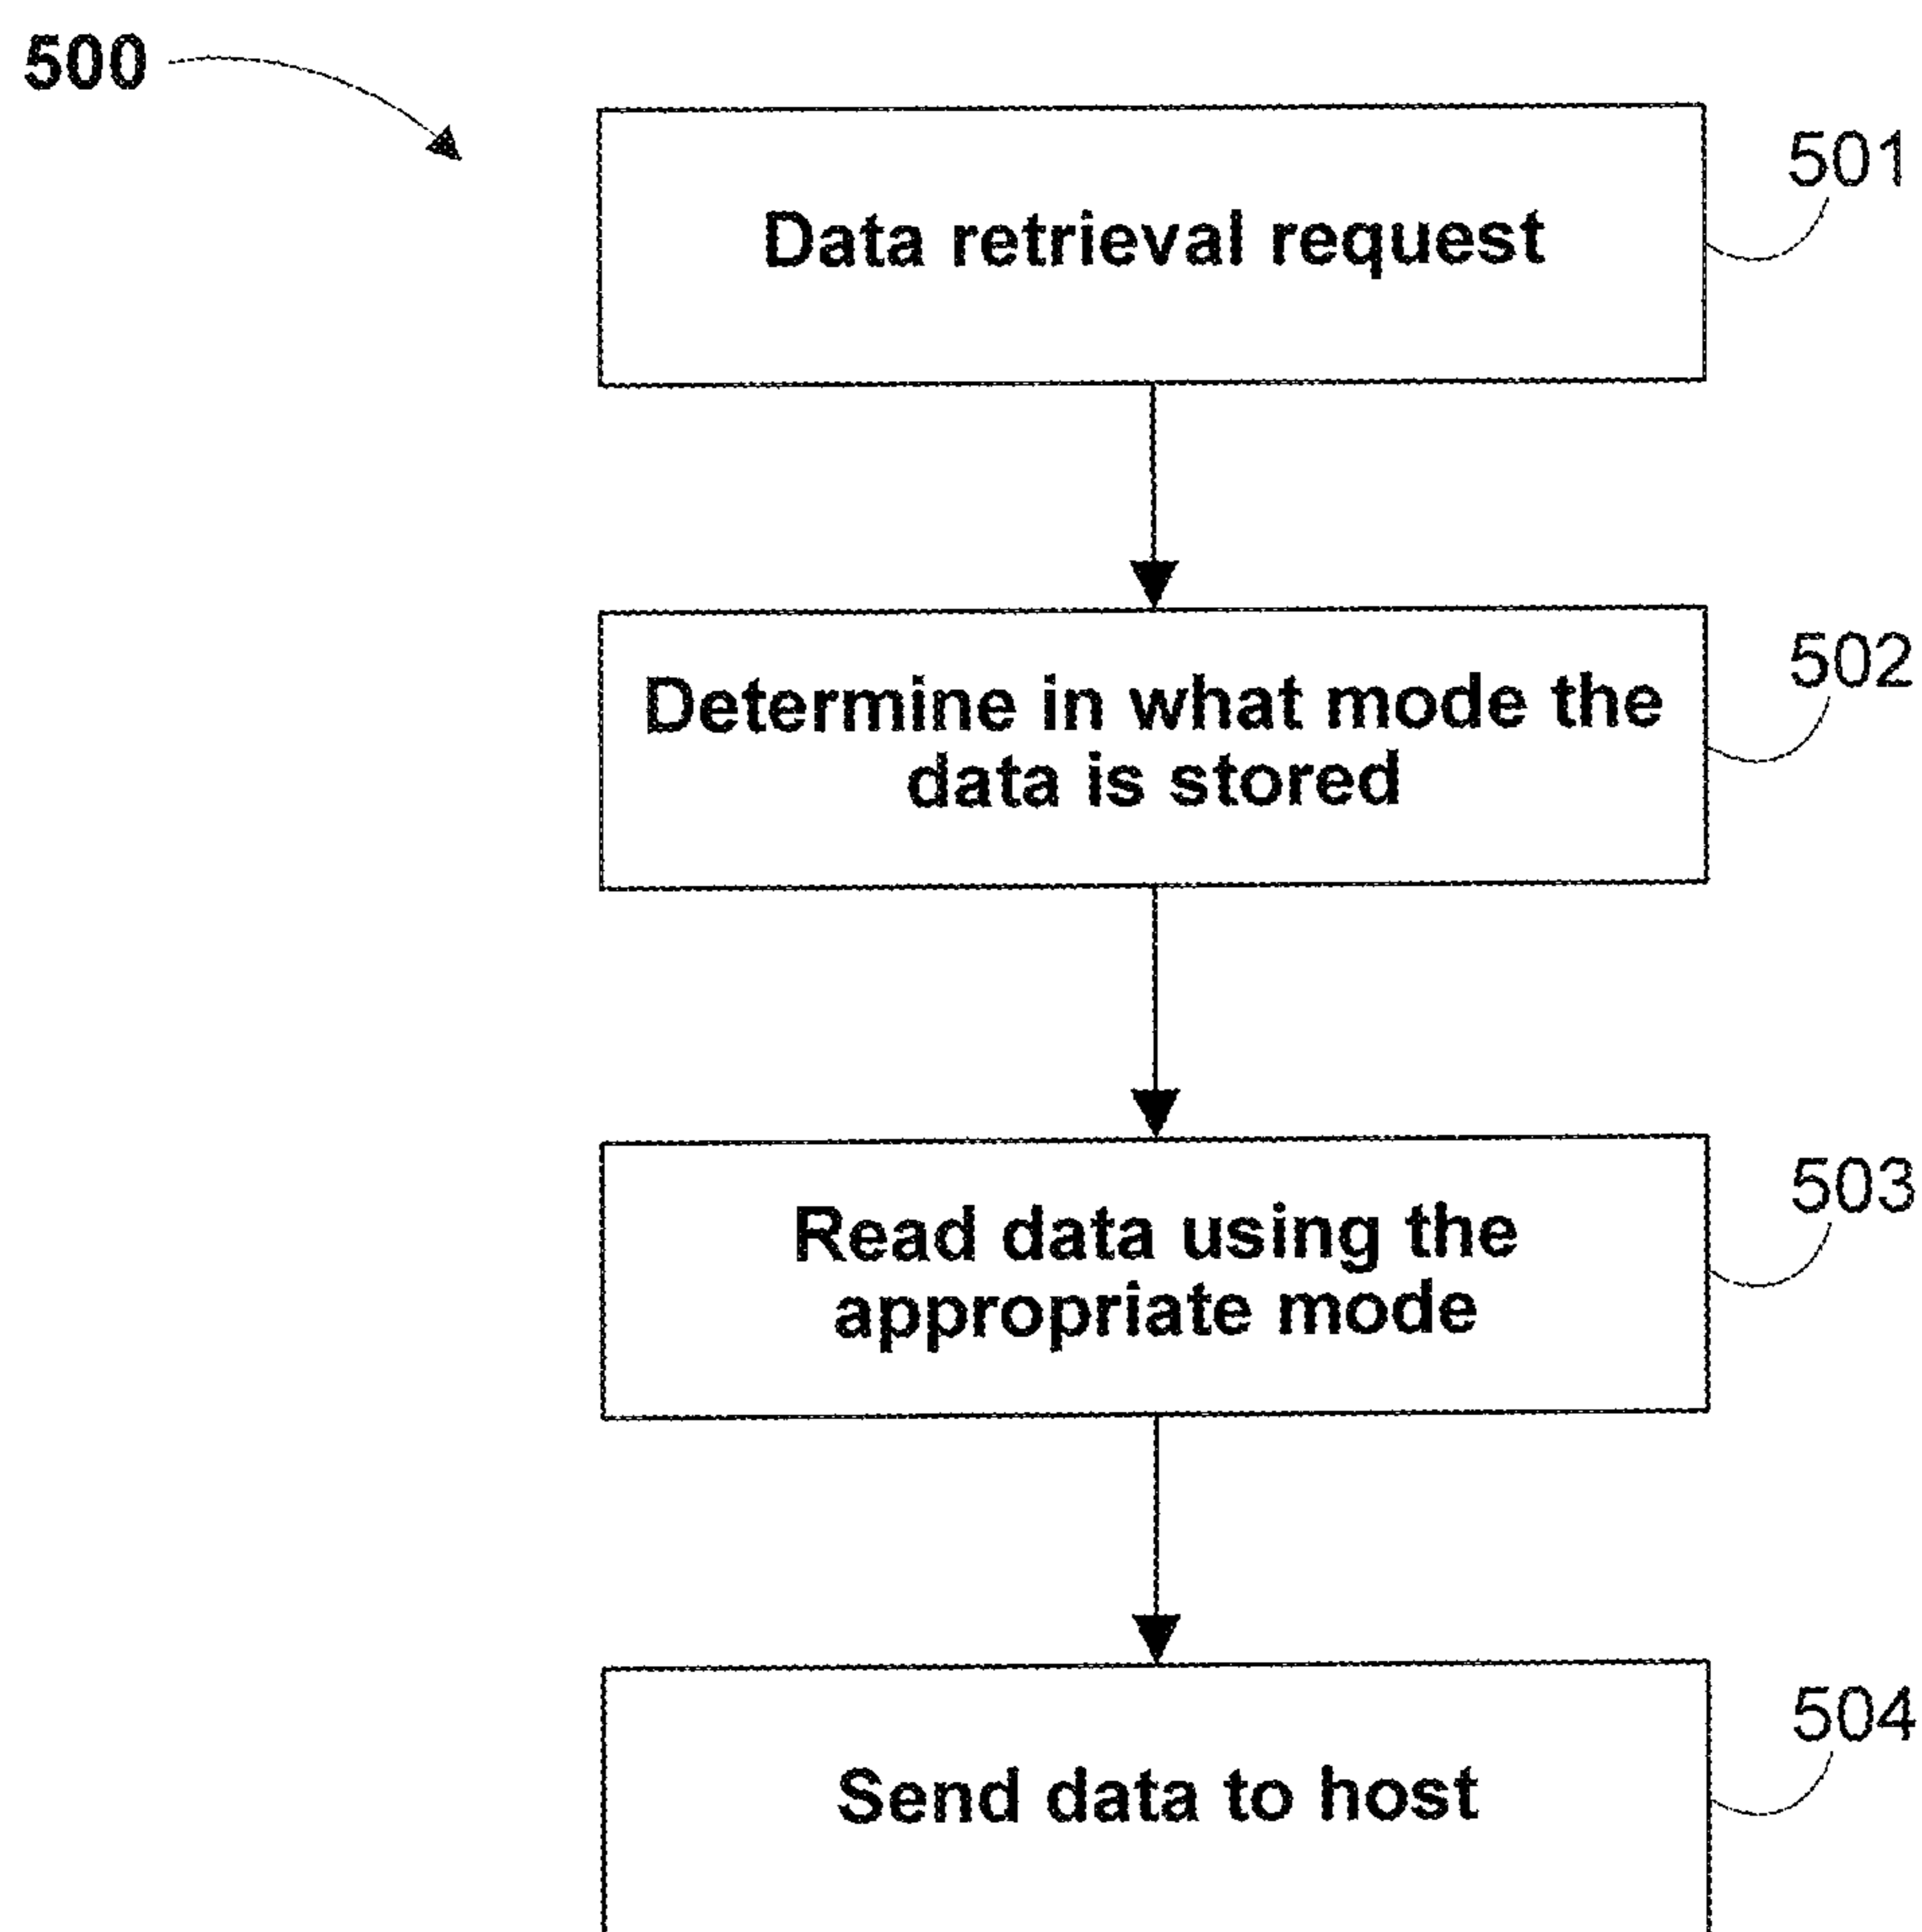 500
501
Data retrieval request
502
Determine in what mode the
data is stored
503
Read data using the
appropriate mode
504
Send data to host